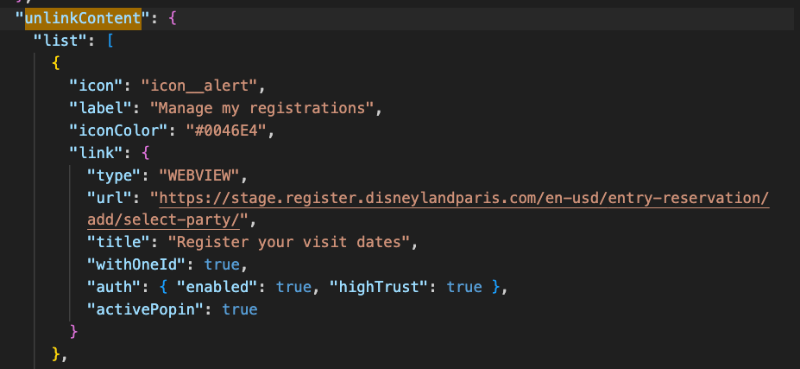 "unlinkContent": {
"list": [
{
"icon": "icon__alert",
"label": "Manage my registrations",
"iconColor": "#0046E4",
"link": {
"type": "WEBVIEW",
"url": "https://stage.register.disneylandparis.com/en-usd/entry-reservation/
add/select-party/",
"title": "Register your visit dates",
"withOneId": true,
"auth": { "enabled": true, "highTrust": true },
"activePopin": true
}
},